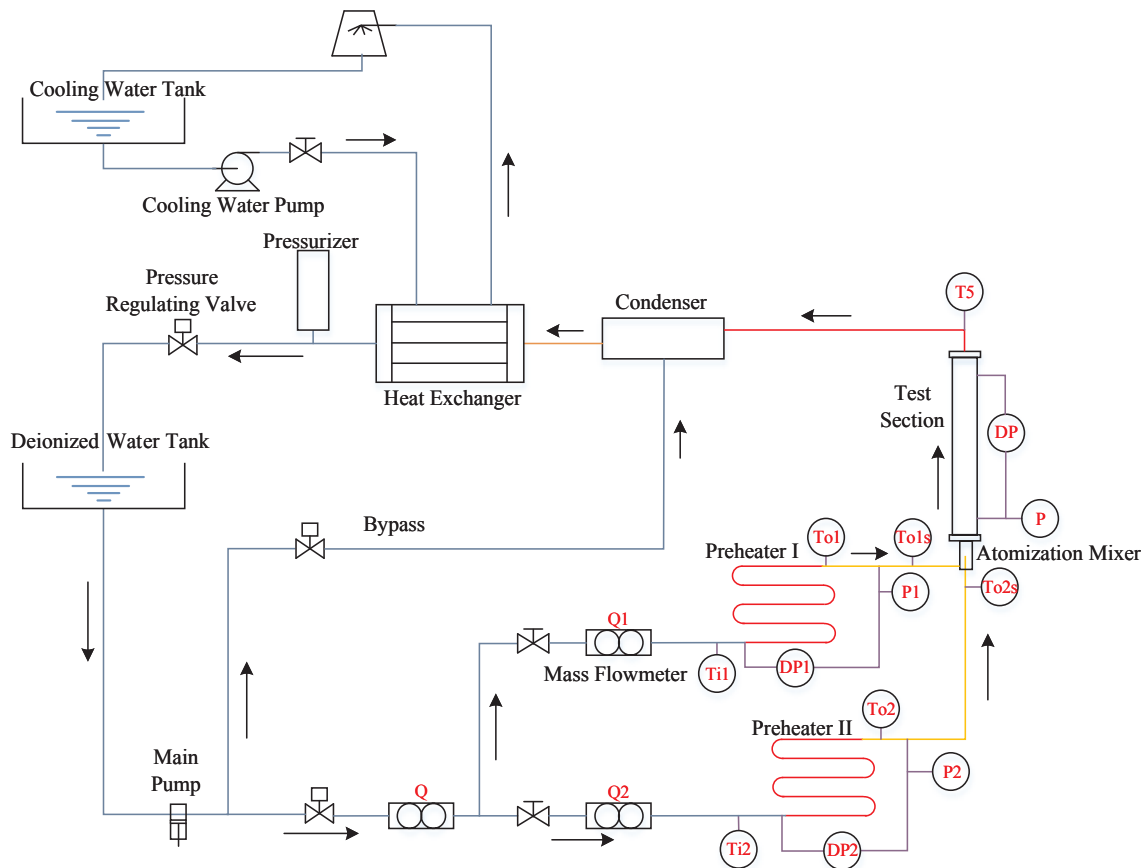 Cooling Water Tank
Cooling Water Pump
Pressurizer
Pressure
Regulating Valve
Condenser
T5
Heat Exchanger
Test
Section
DP
Deionized Water Tank
P
Bypass
Preheater I
To1
To1s
Atomization Mixer
P1
To2s
Q1
Mass Flowmeter
Ti1
DP1
To2
Preheater II
P2
Main
Pump
Q
Q2
Ti2
DP2